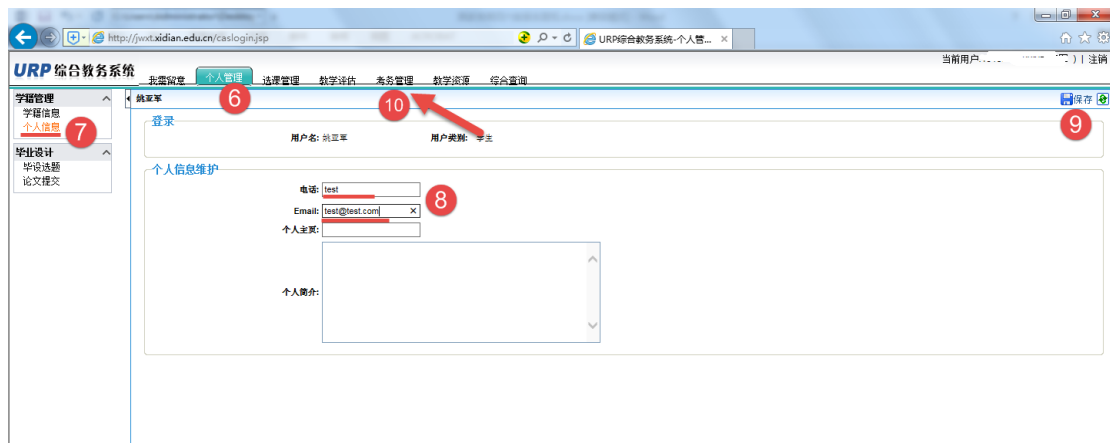 http://jwxt.xidian.edu.cn/caslogin.jsp
URP综合教务系统-个人管...
URP 综合教务系统
当前用户
) | 注销
我需留意 个人管理 选课管理 教学评估 考务管理 教学资源 综合查询
6
10
学籍管理
学籍信息
个人信息
7
毕业设计
毕设选题
论文提交
姚亚军
保存
9
登录
用户名: 姚亚军 用户类别: 学生
个人信息维护
电话: test
Email: test@test.com
8
个人主页:
个人简介: